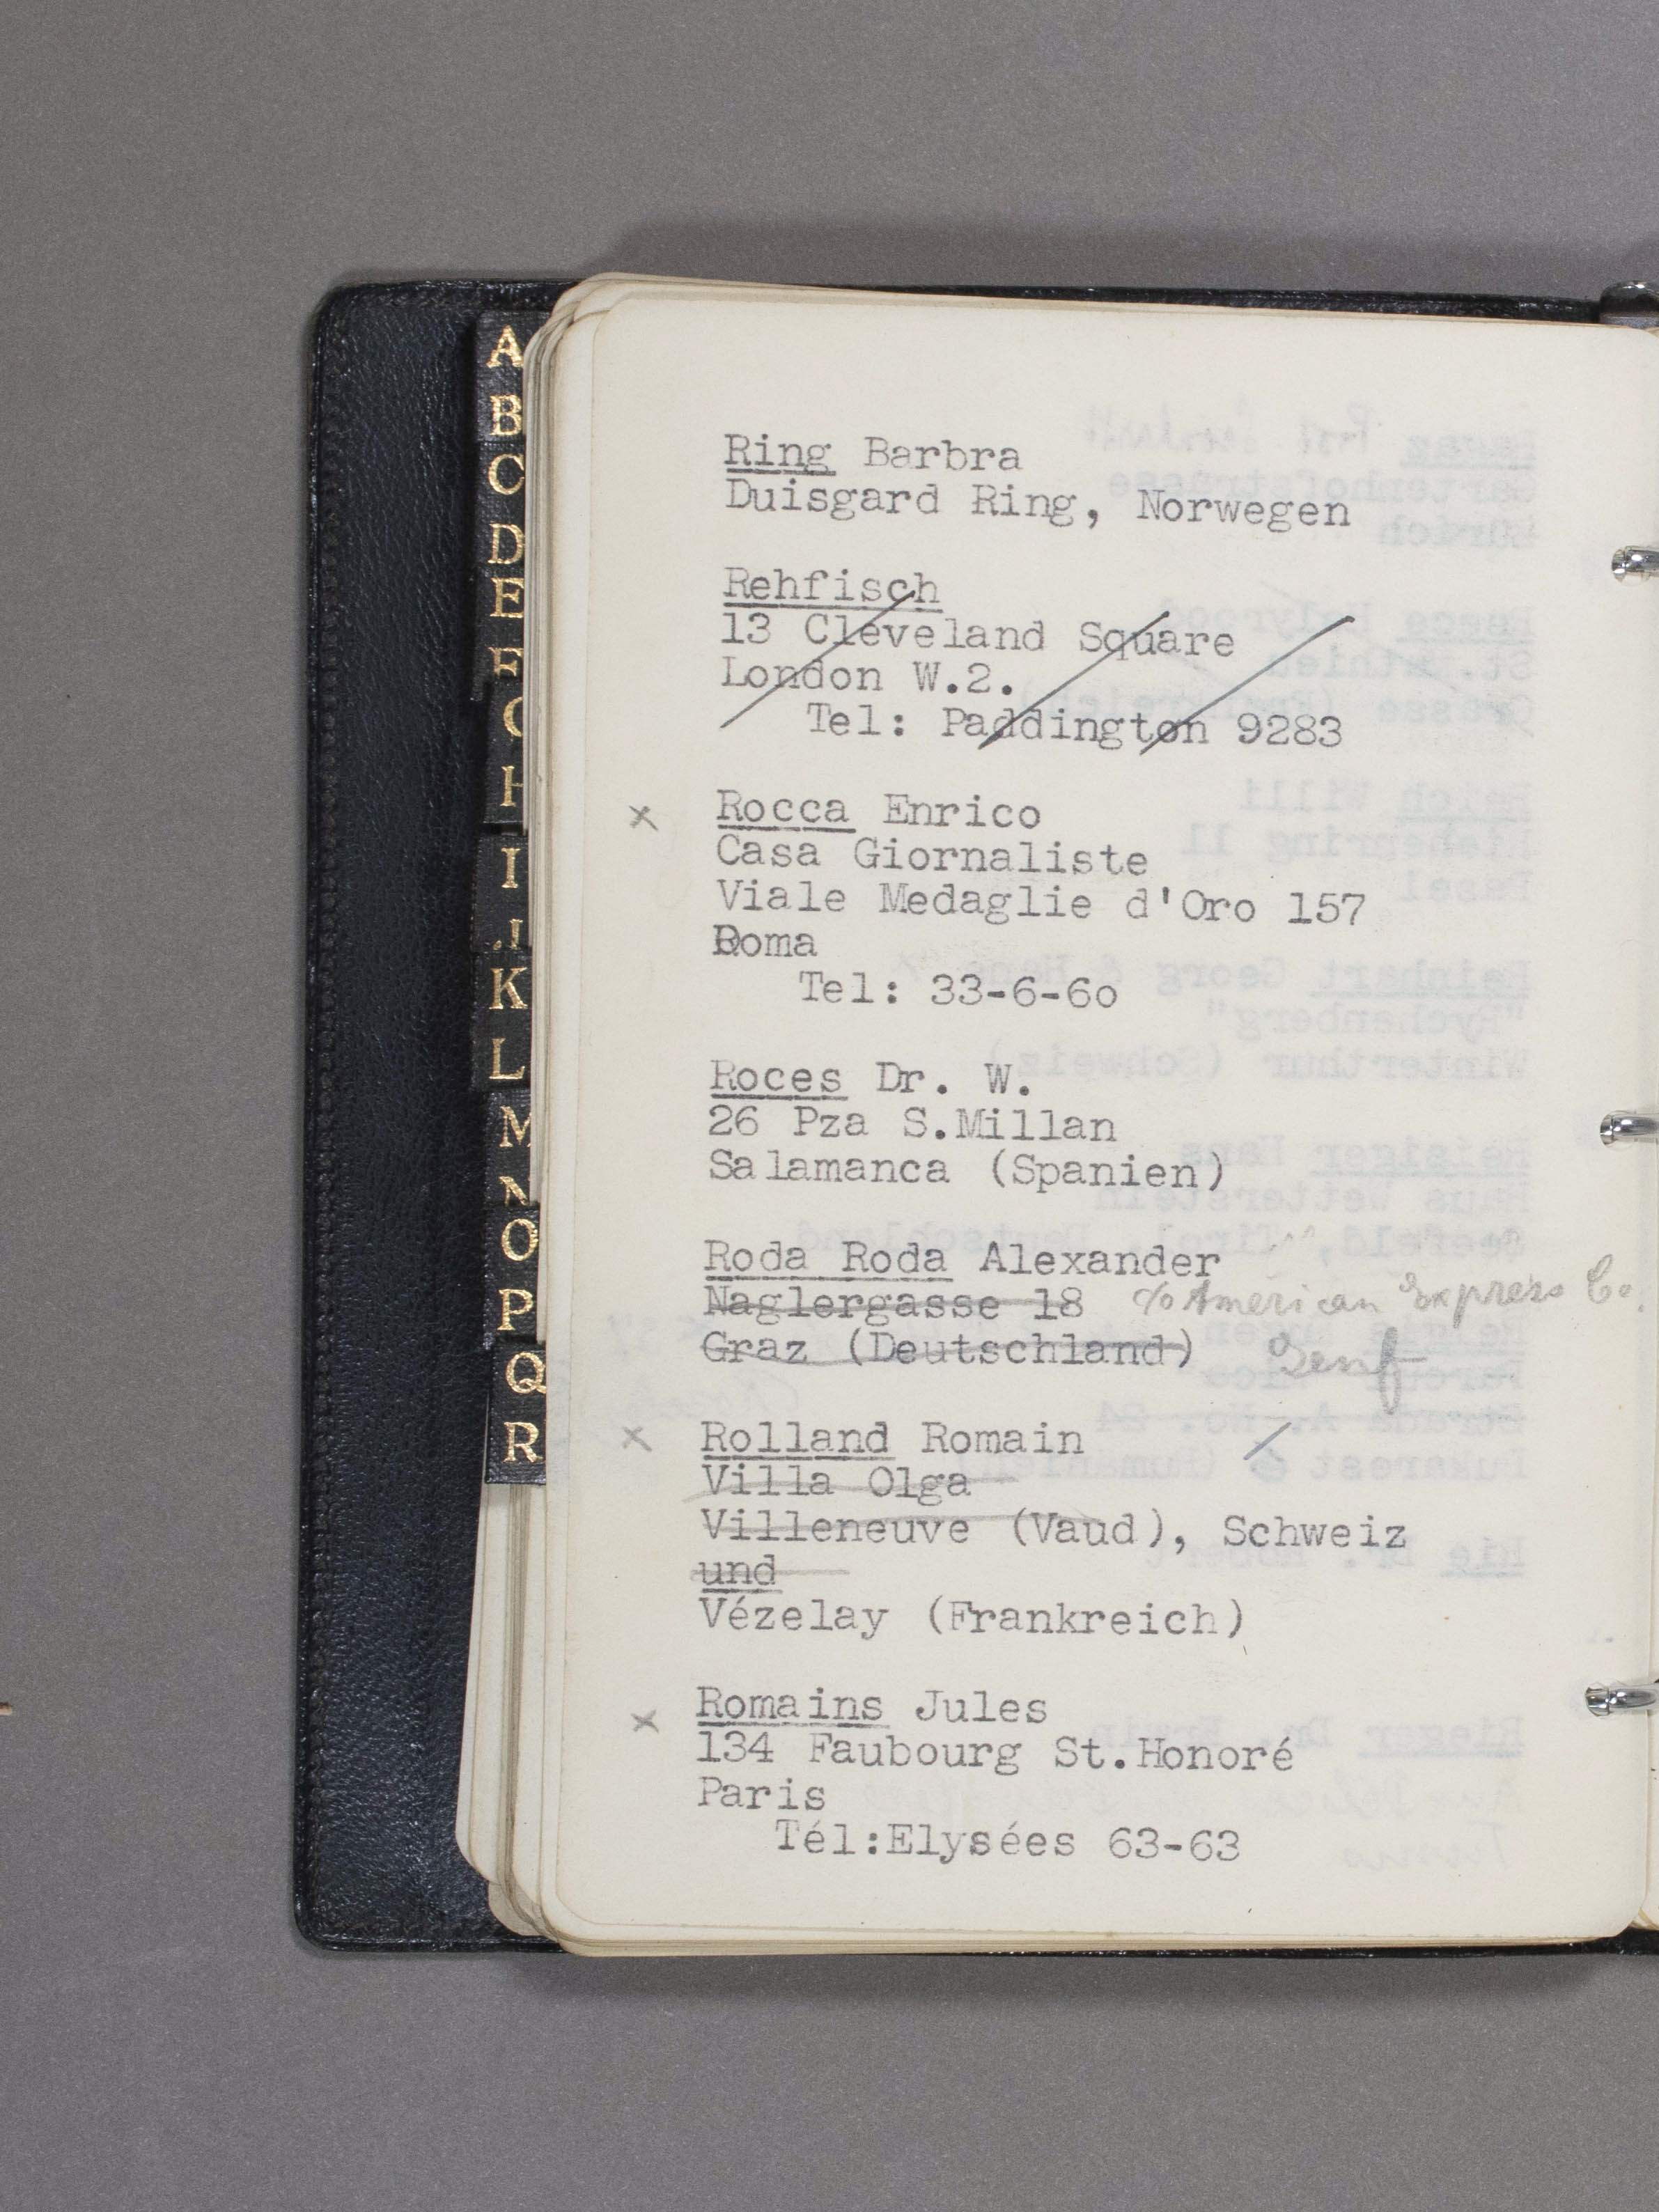 A
B
C
D
E
F
G
H
I
J
K
L
M
N
O
P
Q
R
Ring Barbra
Duisgard Ring, Norwegen
Rehfisch
13 Cleveland Square
London W.2.
Tel: Paddington 9283
x Rocca Enrico
Casa Giornaliste
Viale Medaglie d'Oro 157
Roma
Tel: 33-6-6o
Roces Dr. W.
26 Pza S.Millan
Salamanca (Spanien)
Roda Roda Alexander
Naglergasse 18 c/o American Express Co.
Graz (Deutschland) Genf
x Rolland Romain
Villa Olga
Villeneuve (Vaud), Schweiz
und
Vézelay (Frankreich)
x Romains Jules
134 Faubourg St.Honoré
Paris
Tél:Elysées 63-63